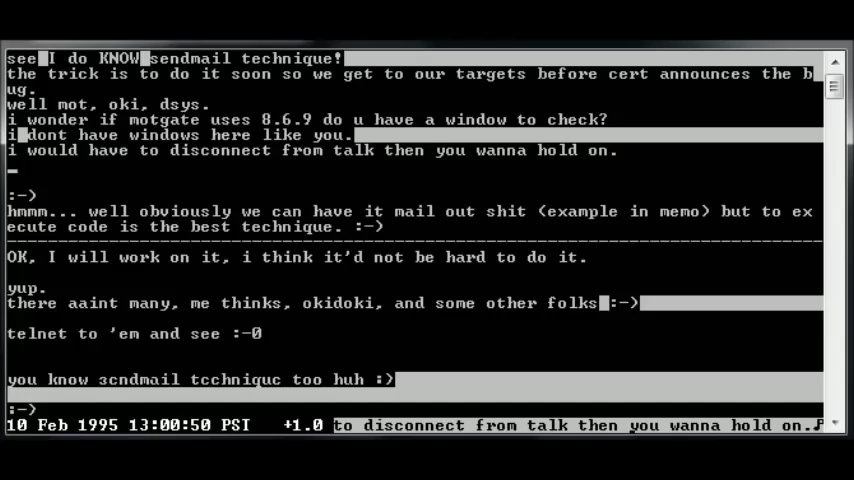 see I do KNOW sendmail technique!
the trick is to do it soon so we get to our targets before cert announces the b
ug.
well mot, oki, dsys.
i wonder if motgate uses 8.6.9 do u have a window to check?
i dont have windows here like you.
i would have to disconnect from talk then you wanna hold on.
:-)
hmmm... well obviously we can have it mail out shit (example in memo) but to ex
ecute code is the best technique. :-)
OK, I will work on it, i think it'd not be hard to do it.
yup.
there aaint many, me thinks, okidoki, and some other folks :-)
telnet to 'em and see :-0
you know sendmail technique too huh :)
:-)
10 Feb 1995 13:00:50 PST +1.0 to disconnect from talk then you wanna hold on.♪